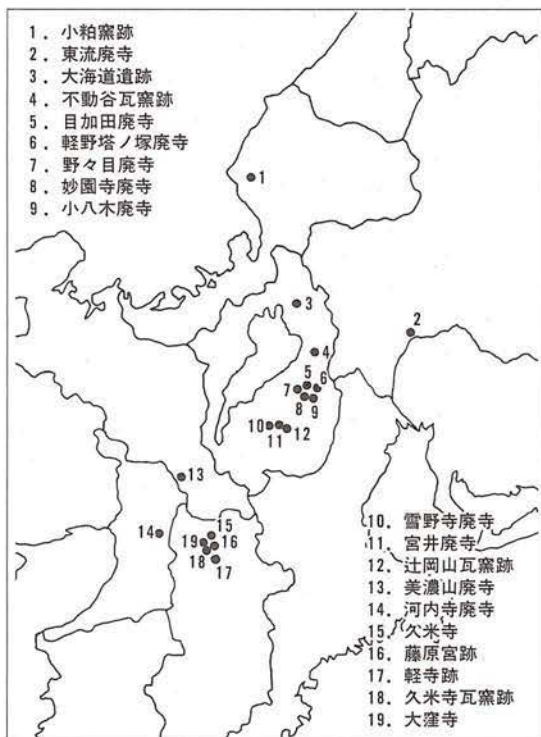 1．小粕窯跡
2．東流廃寺
3．大海道遺跡
4．不動谷瓦窯跡
5．目加田廃寺
6．軽野塔ノ塚廃寺
7．野々目廃寺
8．妙園寺廃寺
9．小八木廃寺
1
2
3
4
5
6
7
8
9
10
11
12
13
14
15
16
17
18
19
10．雪野寺廃寺
11．宮井廃寺
12．辻岡山瓦窯跡
13．美濃山廃寺
14．河内寺廃寺
15．久米寺
16．藤原宮跡
17．軽寺跡
18．久米寺瓦窯跡
19．大窪寺